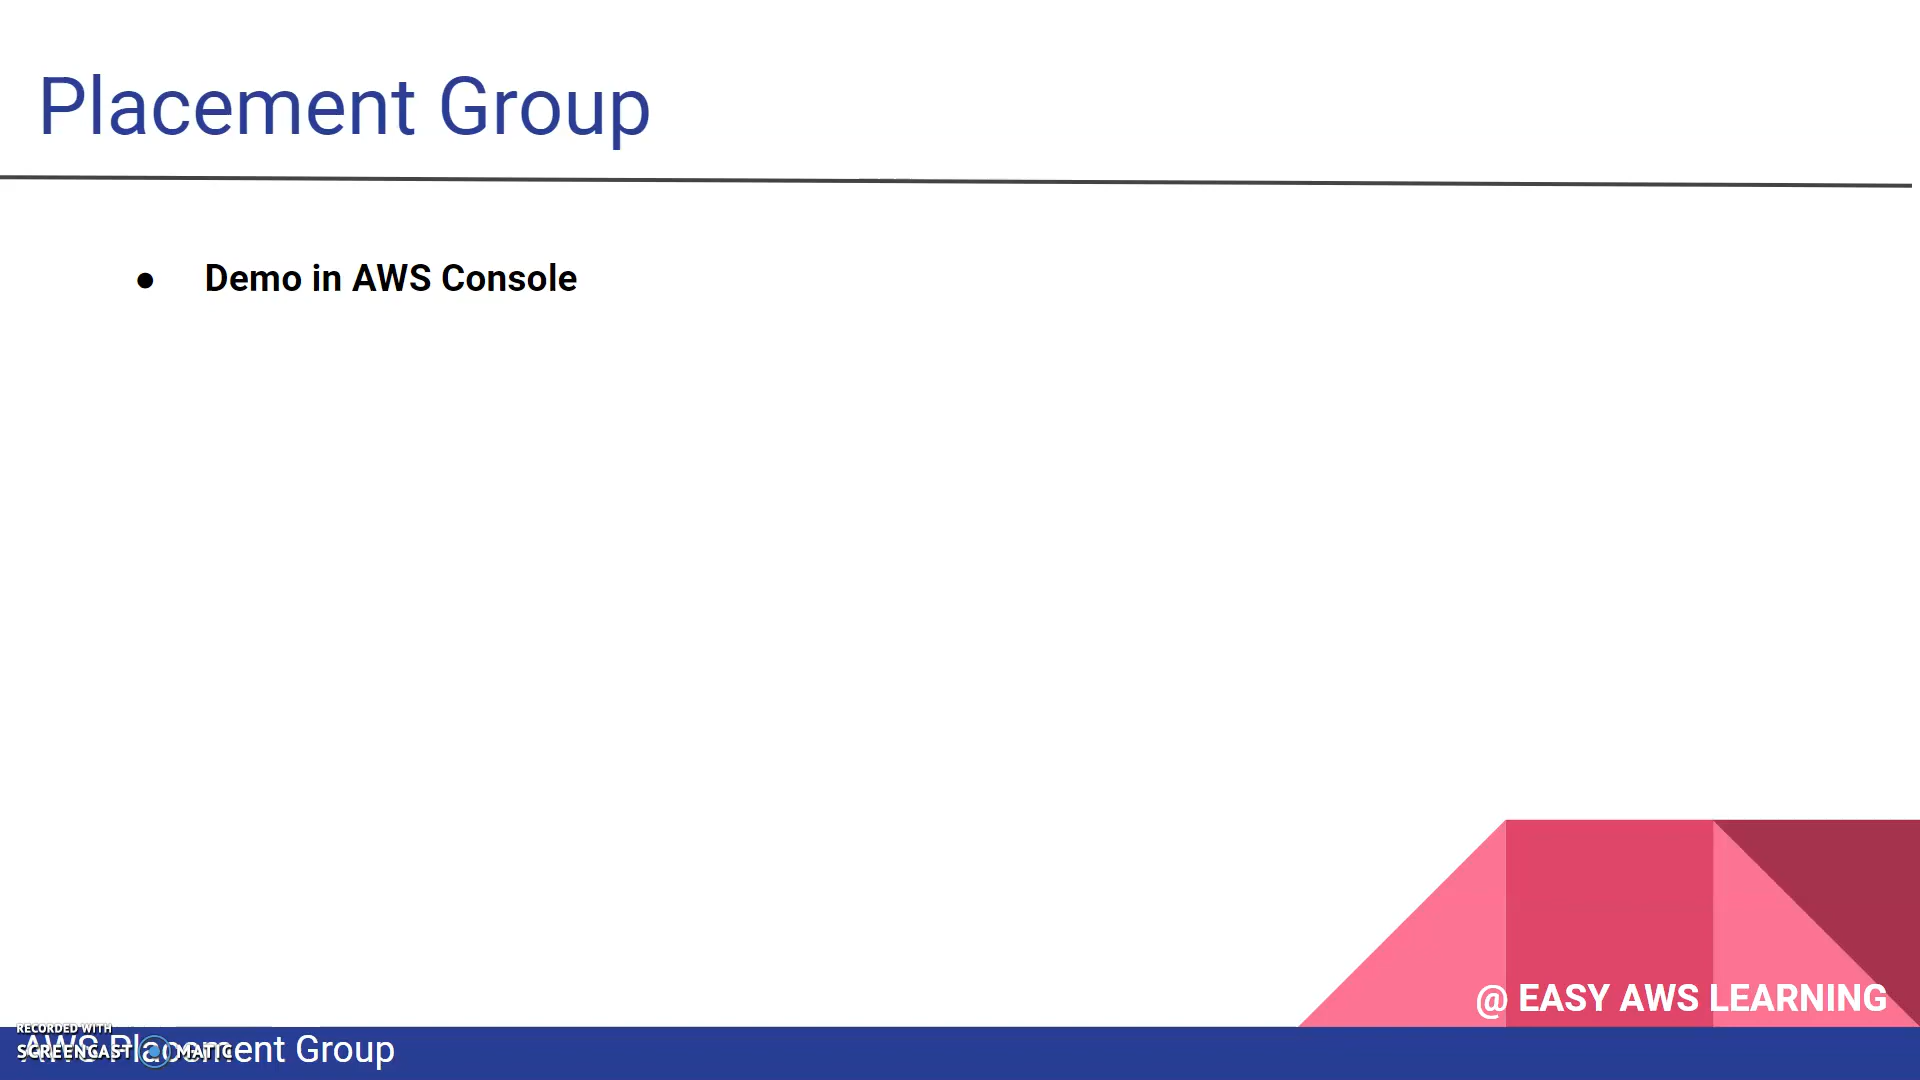 Placement Group
● Demo in AWS Console
@ EASY AWS LEARNING
RECORDED WITH
SCREENCAST MATIC
AWS Placement Group